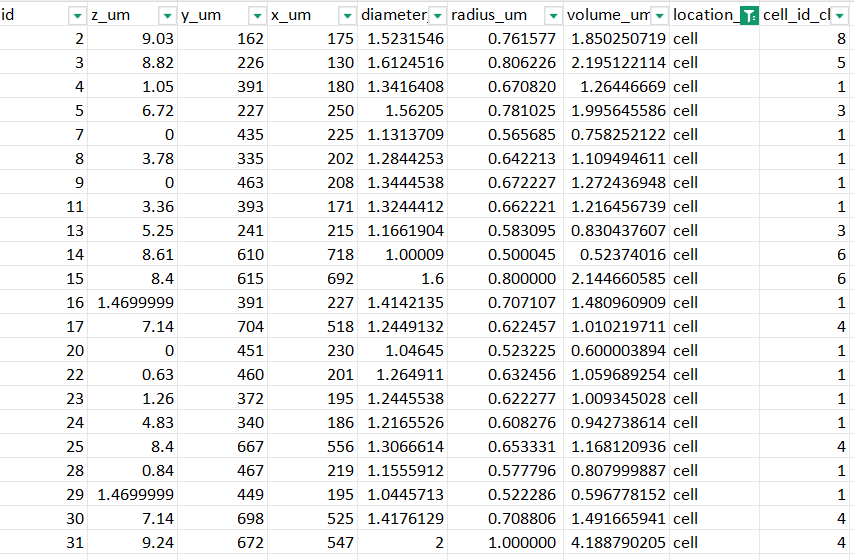 id z_um y_um x_um diameter_ radius_um volume_um location_ cell_id_cl
2 9.03 162 175 1.5231546 0.761577 1.850250719 cell 8
3 8.82 226 130 1.6124516 0.806226 2.195122114 cell 5
4 1.05 391 180 1.3416408 0.670820 1.26446669 cell 1
5 6.72 227 250 1.56205 0.781025 1.995645586 cell 3
7 0 435 225 1.1313709 0.565685 0.758252122 cell 1
8 3.78 335 202 1.2844253 0.642213 1.109494611 cell 1
9 0 463 208 1.3444538 0.672227 1.272436948 cell 1
11 3.36 393 171 1.3244412 0.662221 1.216456739 cell 1
13 5.25 241 215 1.1661904 0.583095 0.830437607 cell 3
14 8.61 610 718 1.00009 0.500045 0.52374016 cell 6
15 8.4 615 692 1.6 0.800000 2.144660585 cell 6
16 1.4699999 391 227 1.4142135 0.707107 1.480960909 cell 1
17 7.14 704 518 1.2449132 0.622457 1.010219711 cell 4
20 0 451 230 1.04645 0.523225 0.600003894 cell 1
22 0.63 460 201 1.264911 0.632456 1.059689254 cell 1
23 1.26 372 195 1.2445538 0.622277 1.009345028 cell 1
24 4.83 340 186 1.2165526 0.608276 0.942738614 cell 1
25 8.4 667 556 1.3066614 0.653331 1.168120936 cell 4
28 0.84 467 219 1.1555912 0.577796 0.807999887 cell 1
29 1.4699999 449 195 1.0445713 0.522286 0.596778152 cell 1
30 7.14 698 525 1.4176129 0.708806 1.491665941 cell 4
31 9.24 672 547 2 1.000000 4.188790205 cell 4